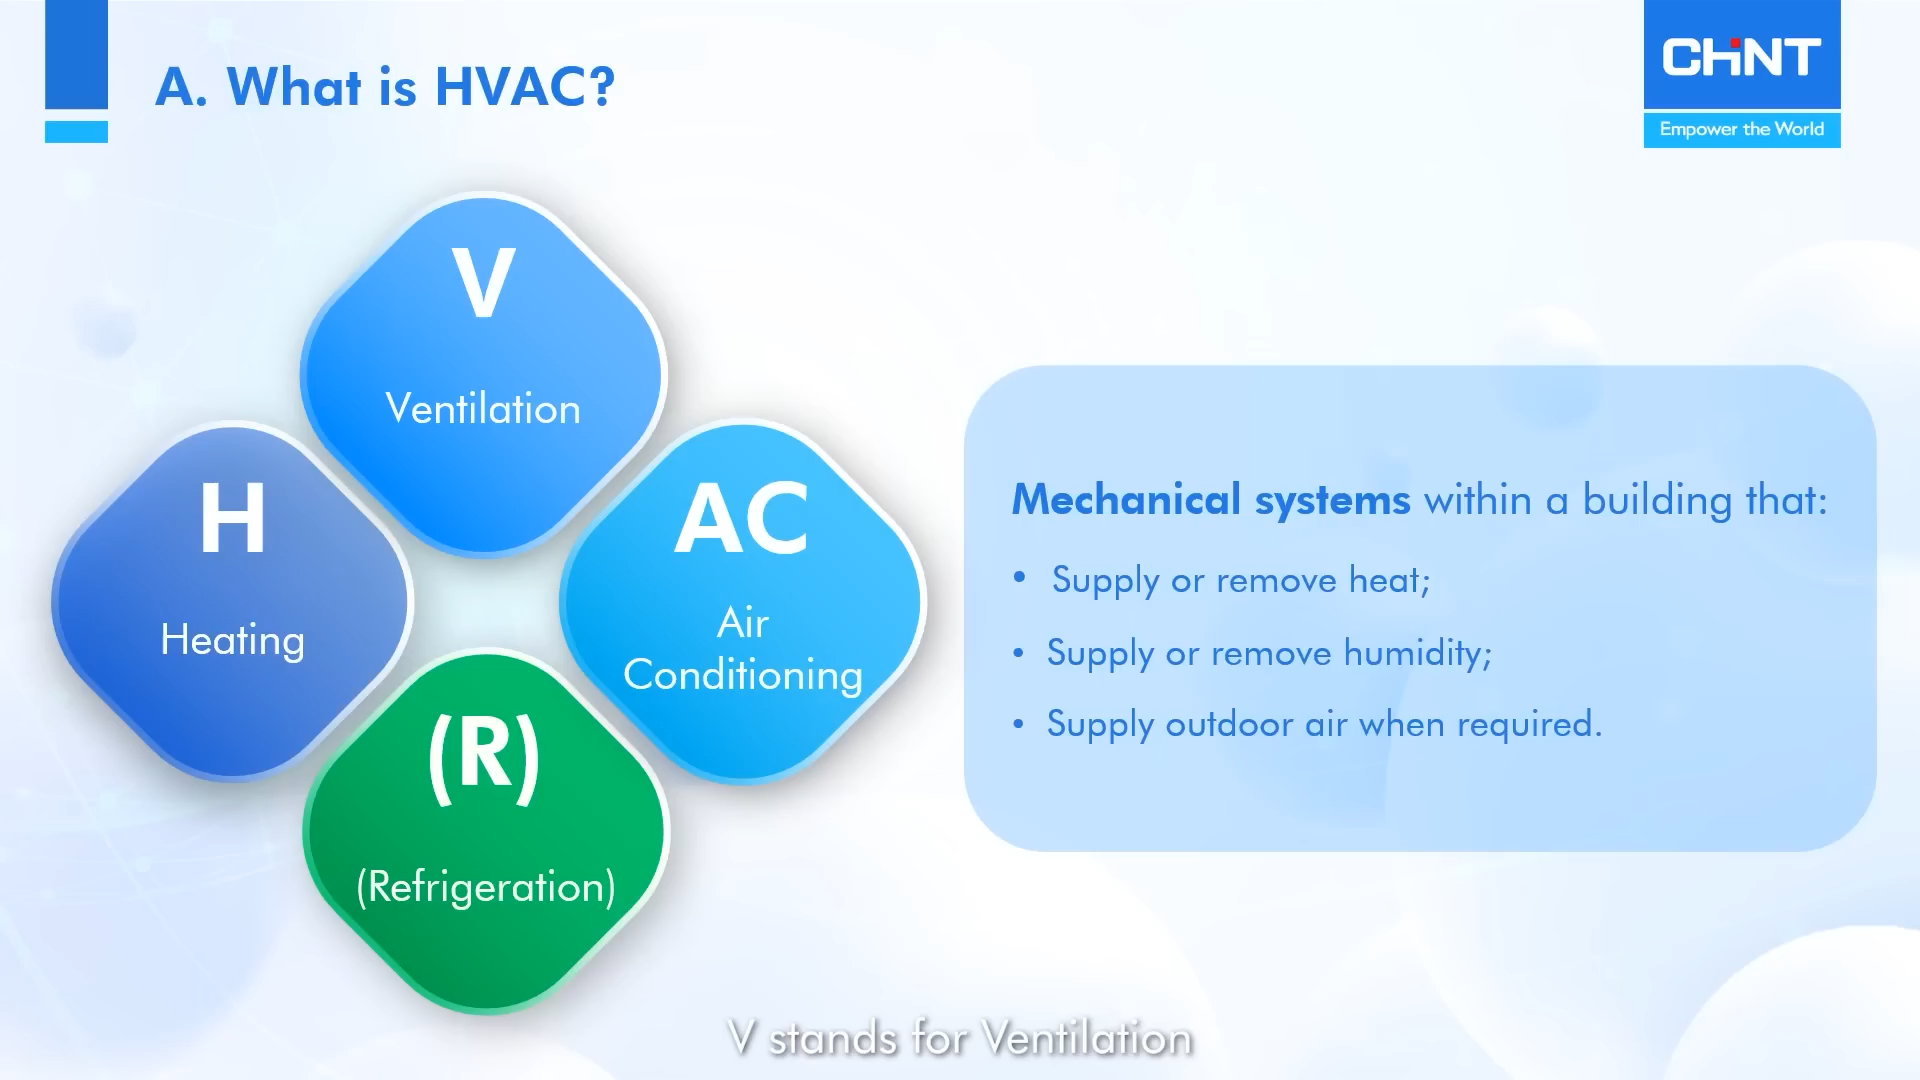 A. What is HVAC?
CHINT
Empower the World
V
Ventilation
H
Heating
AC
Air
Conditioning
(R)
(Refrigeration)
Mechanical systems within a building that:
• Supply or remove heat;
• Supply or remove humidity;
• Supply outdoor air when required.
V stands for Ventilation